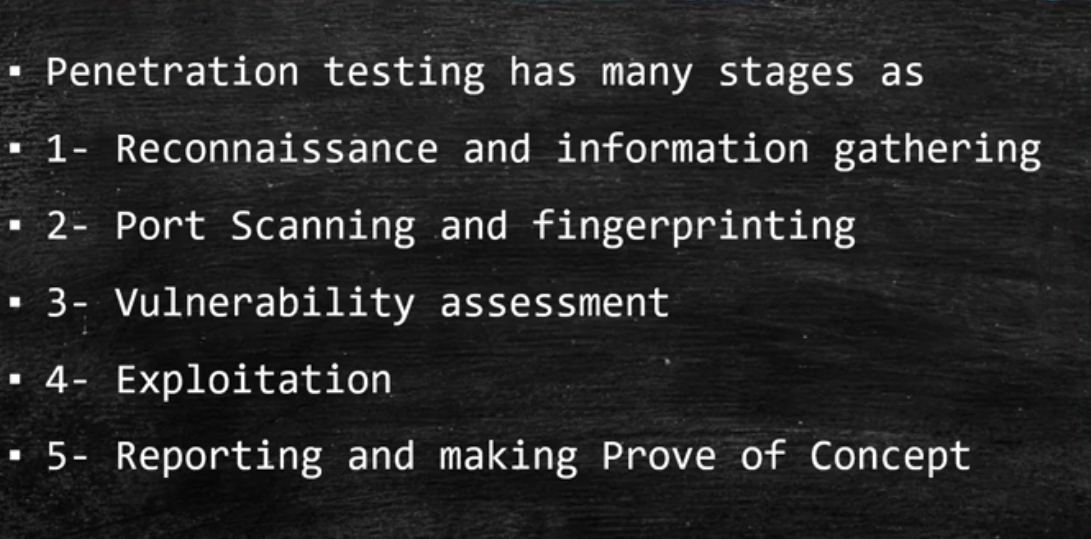 ▪ Penetration testing has many stages as
▪ 1- Reconnaissance and information gathering
▪ 2- Port Scanning and fingerprinting
▪ 3- Vulnerability assessment
▪ 4- Exploitation
▪ 5- Reporting and making Prove of Concept